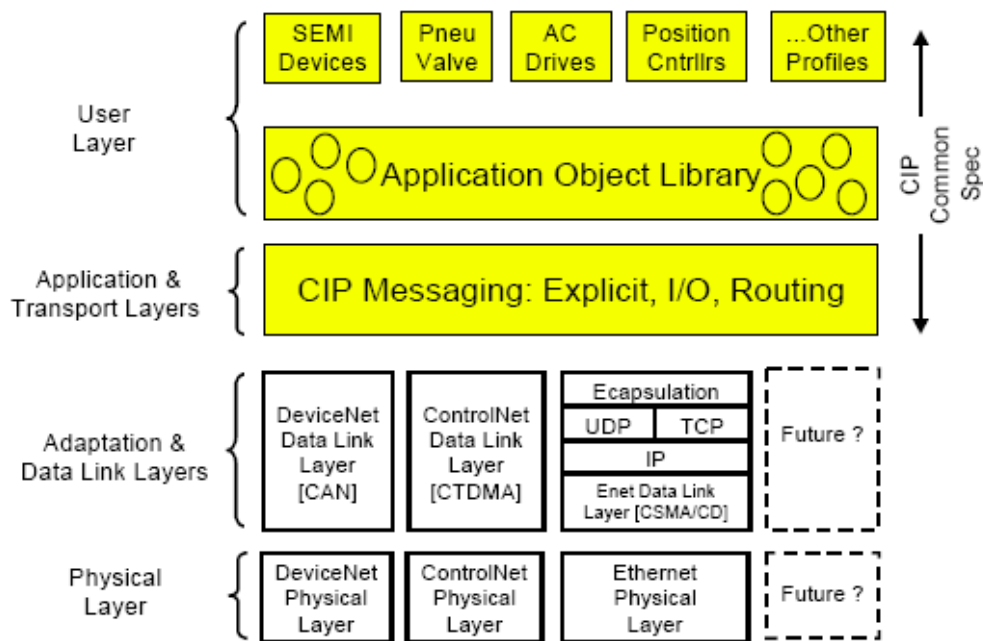 SEMI
Devices
Pneu
Valve
AC
Drives
Position
Cntrllrs
...Other
Profiles
User
Layer
Application Object Library
CIP
Common
Spec
Application &
Transport Layers
CIP Messaging: Explicit, I/O, Routing
Adaptation &
Data Link Layers
DeviceNet
Data Link
Layer
[CAN]
ControlNet
Data Link
Layer
[CTDMA]
Ecapsulation
UDP
TCP
IP
Enet Data Link
Layer [CSMA/CD]
Future ?
Physical
Layer
DeviceNet
Physical
Layer
ControlNet
Physical
Layer
Ethernet
Physical
Layer
Future ?